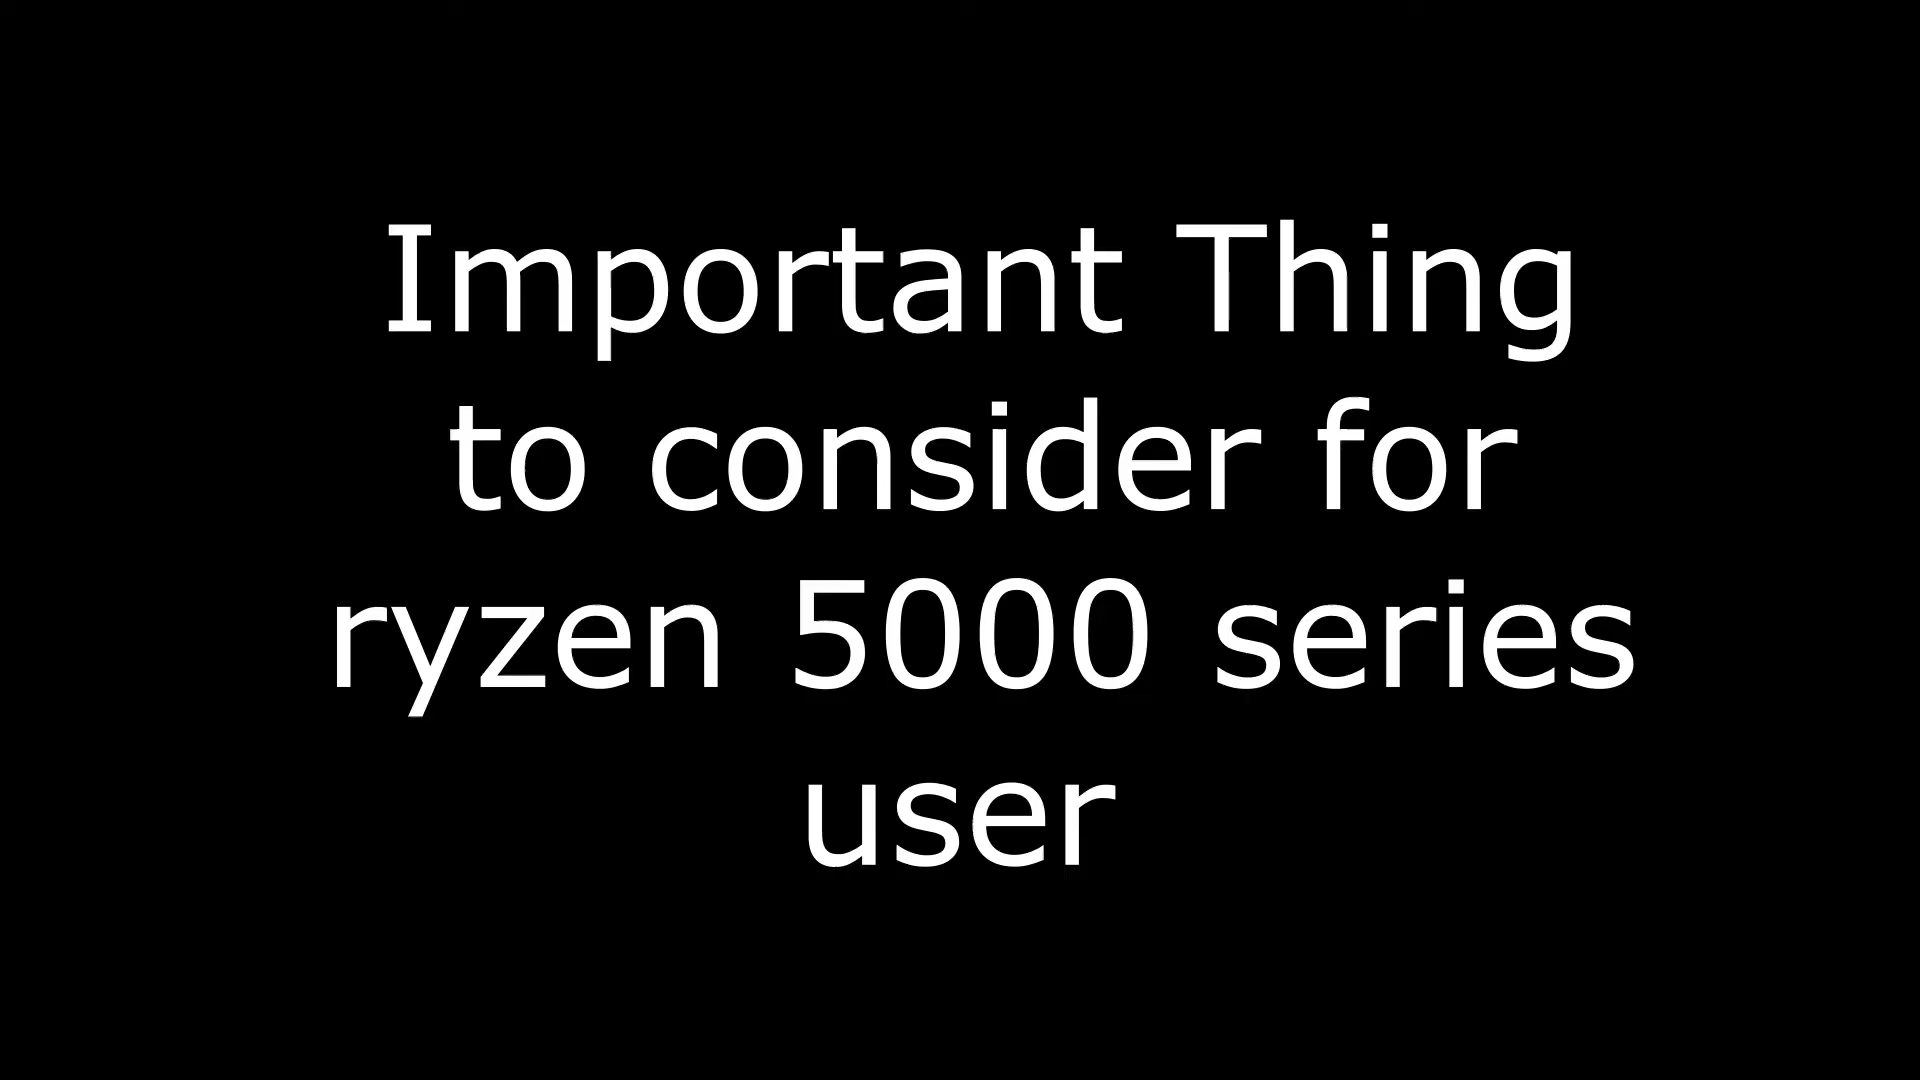 Important Thing
to consider for
ryzen 5000 series
user